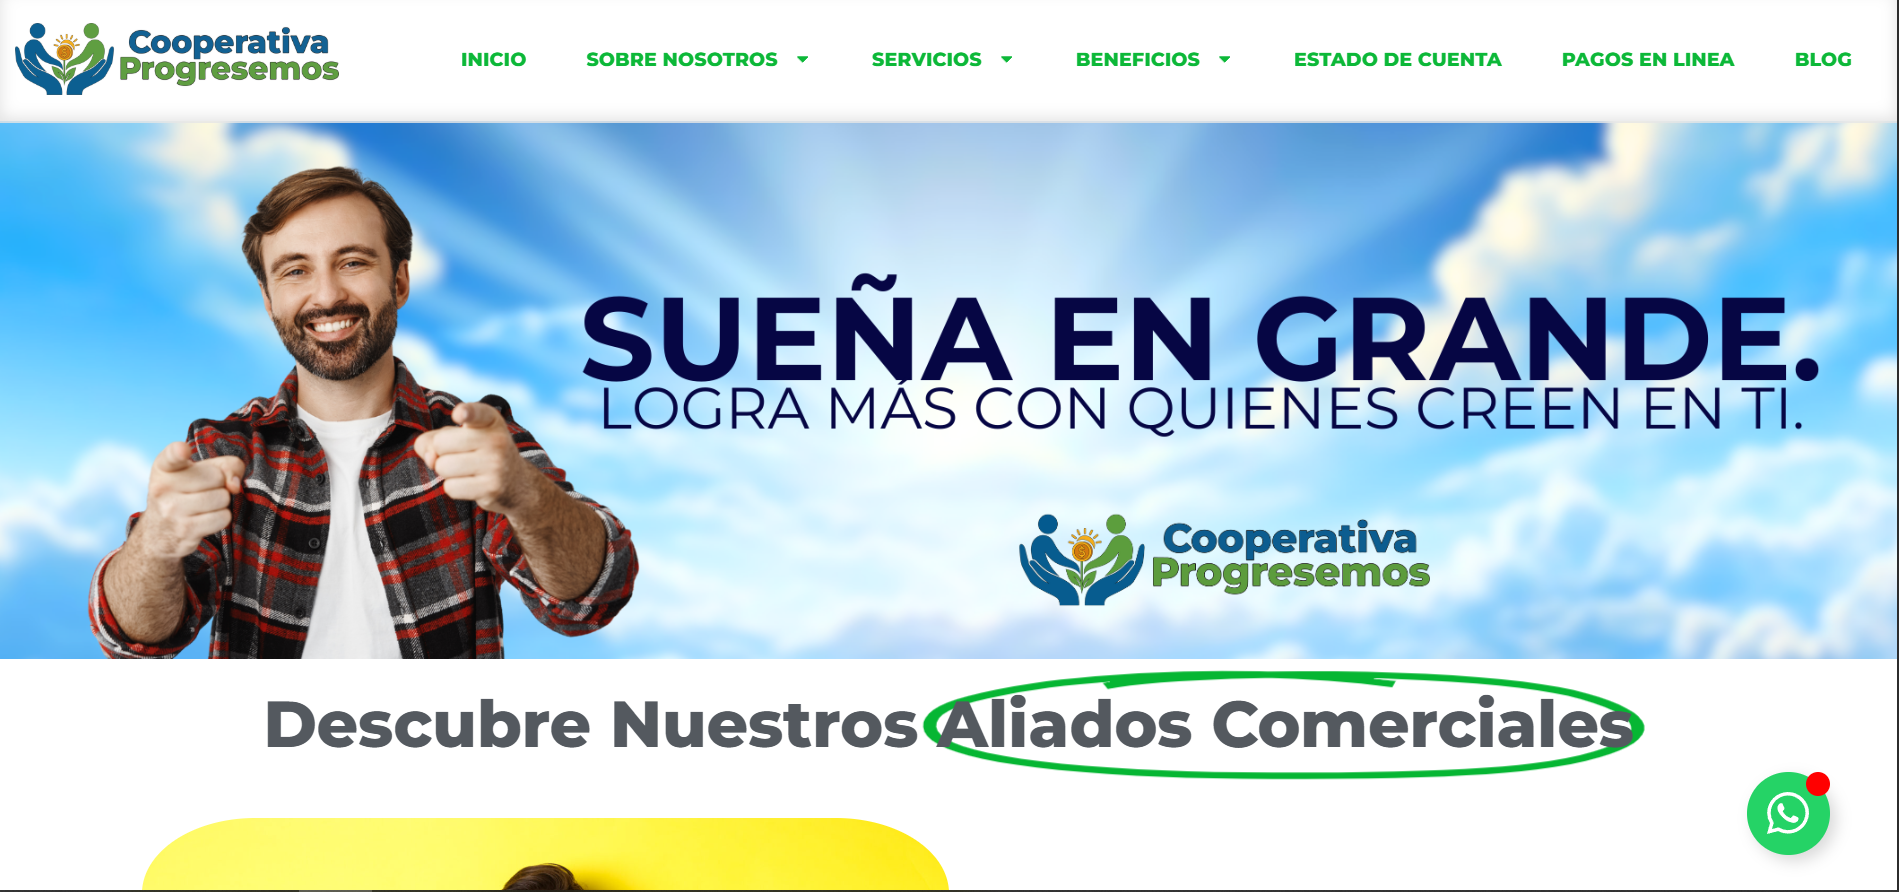 Cooperativa
Progresemos
INICIO
SOBRE NOSOTROS
SERVICIOS
BENEFICIOS
ESTADO DE CUENTA
PAGOS EN LINEA
BLOG
SUEÑA EN GRANDE.
LOGRA MÁS CON QUIENES CREEN EN TI.
Cooperativa
Progresemos
Descubre Nuestros Aliados Comerciales